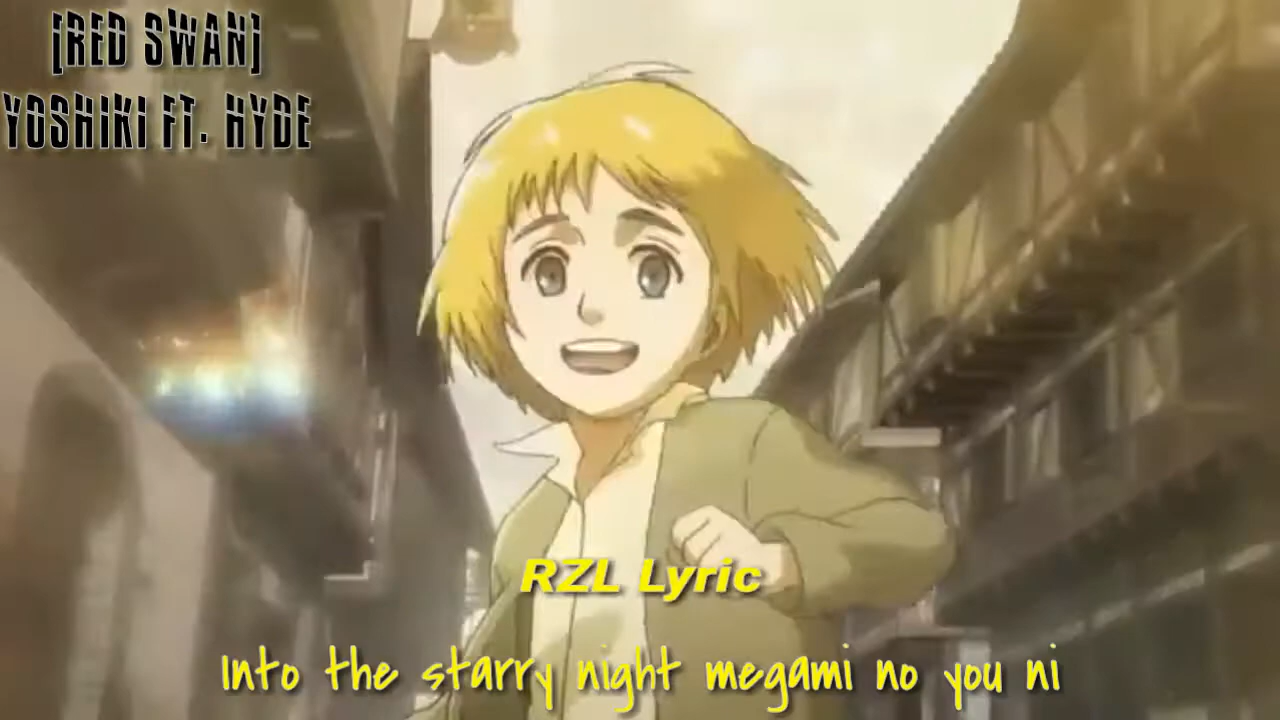 [RED SWAN]
YOSHIKI FT. HYDE
RZL Lyric
Into the starry night megami no you ni